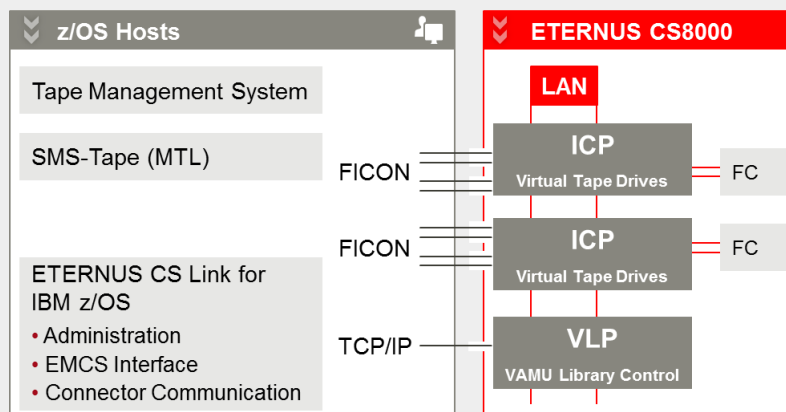 z/OS Hosts
Tape Management System
SMS-Tape (MTL)
FICON
FICON
ETERNUS CS Link for
IBM z/OS
• Administration
• EMCS Interface
• Connector Communication
TCP/IP
ETERNUS CS8000
LAN
ICP
Virtual Tape Drives
FC
ICP
Virtual Tape Drives
FC
VLP
VAMU Library Control